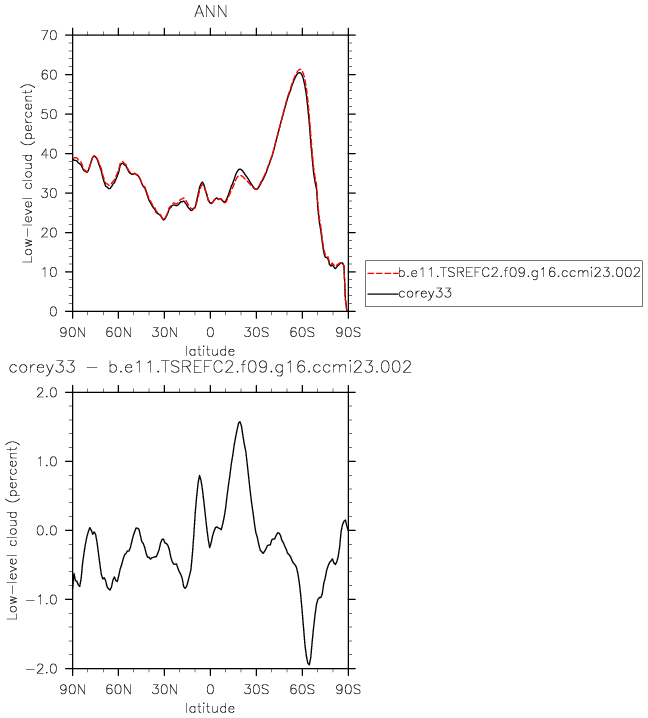 ANN
70
60
50
40
30
20
10
0
Low-level cloud (percent)
90N 60N 30N 0 30S 60S 90S
latitude
b.e11.TSREFC2.f09.g16.ccmi23.002
corey33
corey33 - b.e11.TSREFC2.f09.g16.ccmi23.002
2.0
1.0
0.0
-1.0
-2.0
Low-level cloud (percent)
90N 60N 30N 0 30S 60S 90S
latitude